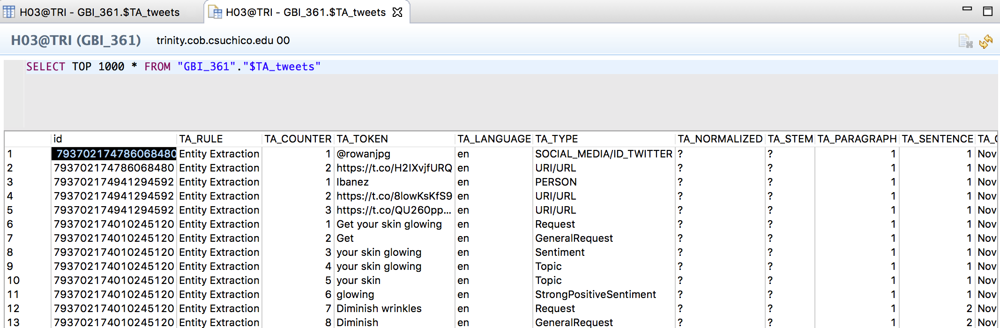 H03@TRI - GBI_361.$TA_tweets H03@TRI - GBI_361.$TA_tweets
H03@TRI (GBI_361) trinity.cob.csuchico.edu 00
SELECT TOP 1000 * FROM "GBI_361"."$TA_tweets"
id TA_RULE TA_COUNTER TA_TOKEN TA_LANGUAGE TA_TYPE TA_NORMALIZED TA_STEM TA_PARAGRAPH TA_SENTENCE TA_
1 793702174786068480 Entity Extraction 1 @rowanjpg en SOCIAL_MEDIA/ID_TWITTER ? ? 1 1 Nov
2 793702174786068480 Entity Extraction 2 https://t.co/H2IXvjfURQ en URI/URL ? ? 1 1 Nov
3 793702174941294592 Entity Extraction 1 Ibanez en PERSON ? ? 1 1 Nov
4 793702174941294592 Entity Extraction 2 https://t.co/8lowKsKfS9 en URI/URL ? ? 1 1 Nov
5 793702174941294592 Entity Extraction 3 https://t.co/QU260pp... en URI/URL ? ? 1 1 Nov
6 793702174010245120 Entity Extraction 1 Get your skin glowing en Request ? ? 1 1 Nov
7 793702174010245120 Entity Extraction 2 Get en GeneralRequest ? ? 1 1 Nov
8 793702174010245120 Entity Extraction 3 your skin glowing en Sentiment ? ? 1 1 Nov
9 793702174010245120 Entity Extraction 4 your skin glowing en Topic ? ? 1 1 Nov
10 793702174010245120 Entity Extraction 5 your skin en Topic ? ? 1 1 Nov
11 793702174010245120 Entity Extraction 6 glowing en StrongPositiveSentiment ? ? 1 1 Nov
12 793702174010245120 Entity Extraction 7 Diminish wrinkles en Request ? ? 1 2 Nov
13 793702174010245120 Entity Extraction 8 Diminish en GeneralRequest ? ? 1 2 Nov